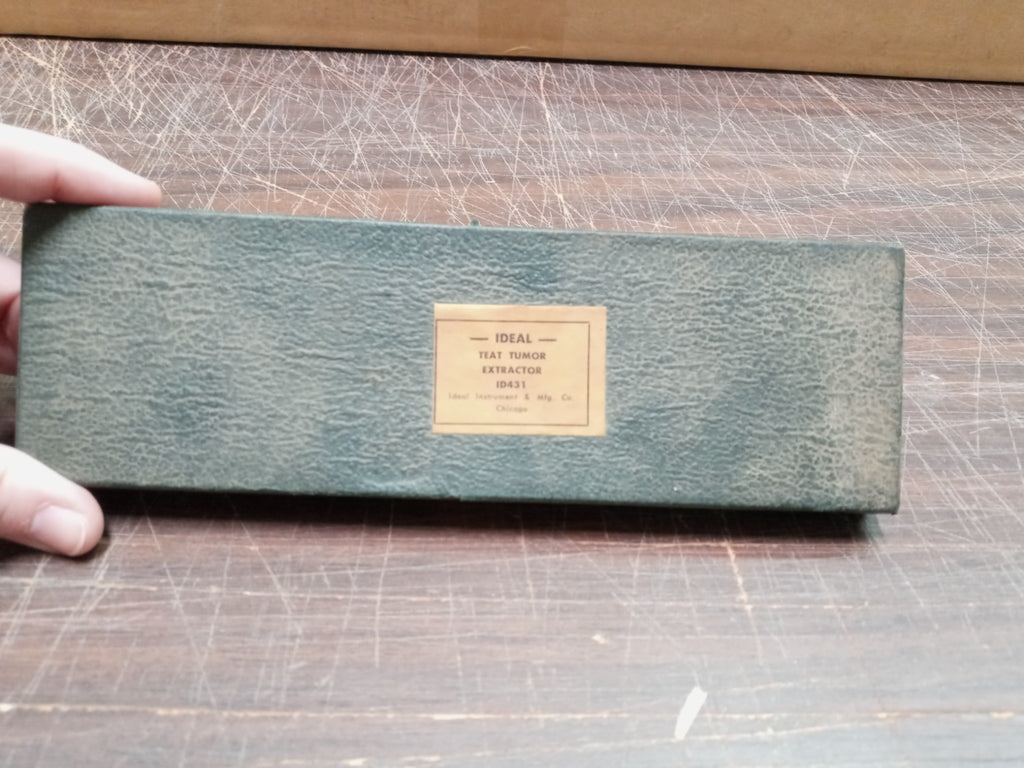 — IDEAL —
TEAT TUMOR
EXTRACTOR
ID431
Ideal Instrument & Mfg. Co.
Chicago